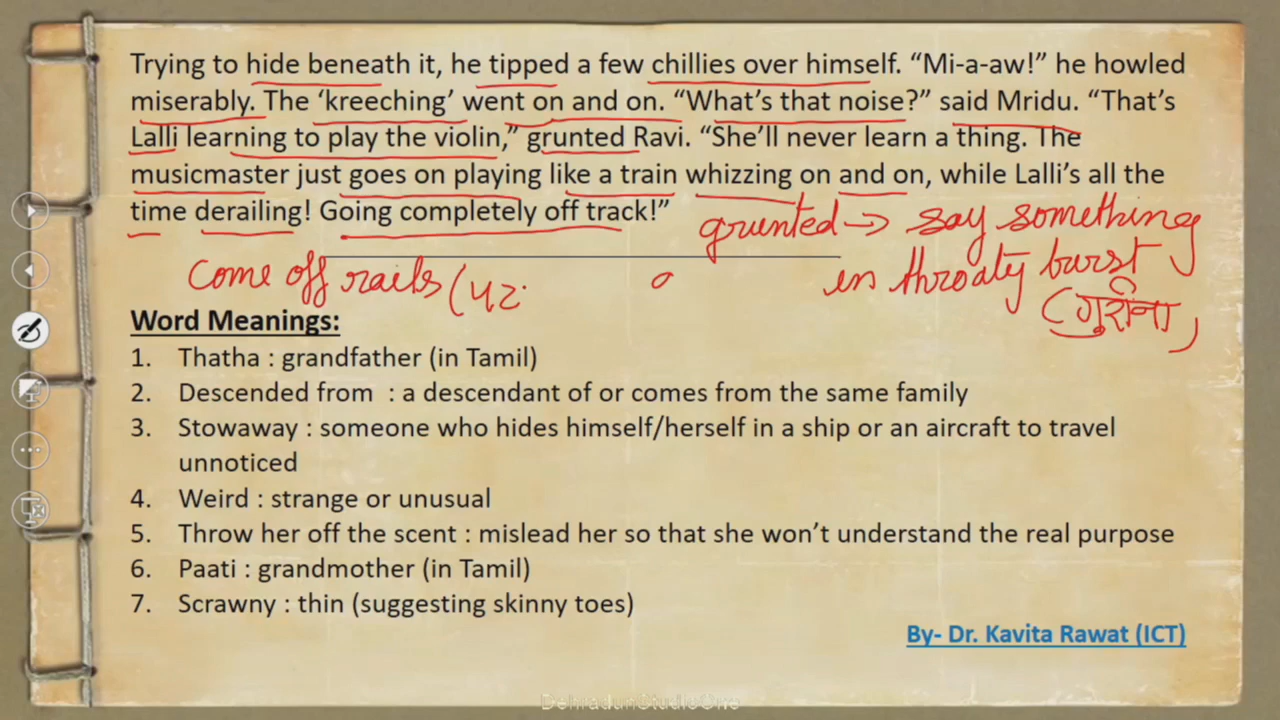 Trying to hide beneath it, he tipped a few chillies over himself. “Mi-a-aw!” he howled
miserably. The ‘kreeching’ went on and on. “What’s that noise?” said Mridu. “That’s
Lalli learning to play the violin,” grunted Ravi. “She’ll never learn a thing. The
musicmaster just goes on playing like a train whizzing on and on, while Lalli’s all the
time derailing! Going completely off track!”
grunted → say something
in throaty burst
(गुर्राना)
come off rails
Word Meanings:
1. Thatha : grandfather (in Tamil)
2. Descended from : a descendant of or comes from the same family
3. Stowaway : someone who hides himself/herself in a ship or an aircraft to travel
unnoticed
4. Weird : strange or unusual
5. Throw her off the scent : mislead her so that she won’t understand the real purpose
6. Paati : grandmother (in Tamil)
7. Scrawny : thin (suggesting skinny toes)
By- Dr. Kavita Rawat (ICT)
DehradunStudioOne